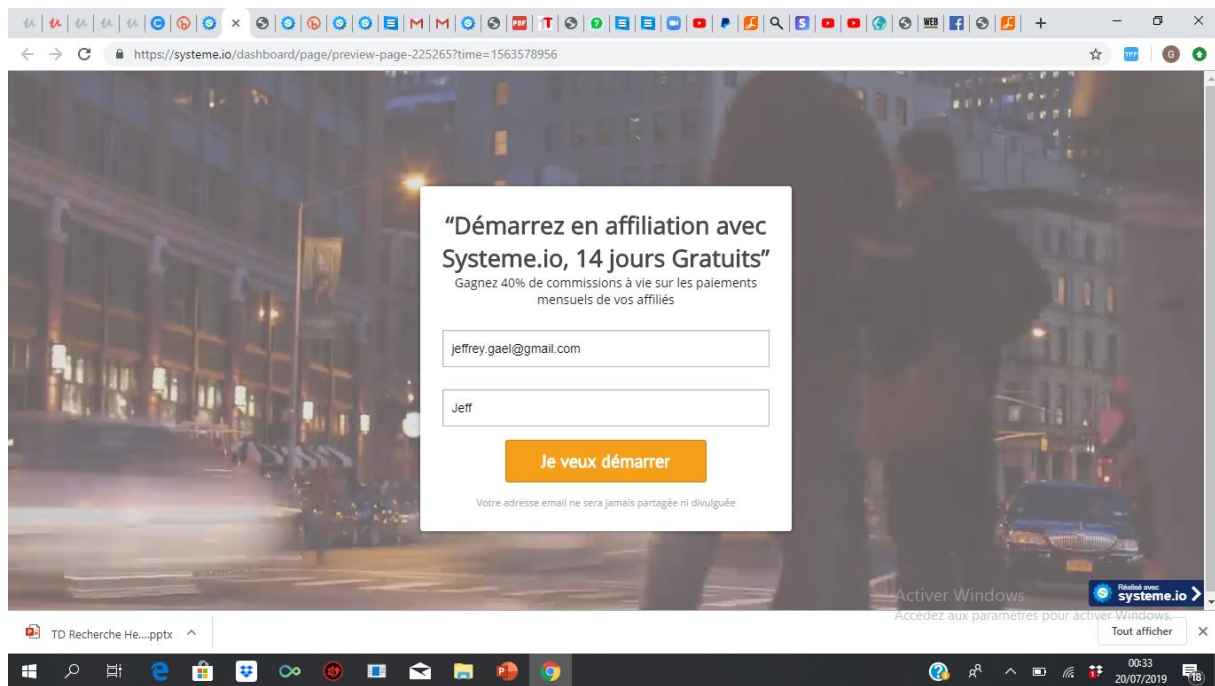 https://systeme.io/dashboard/page/preview-page-225265?time=1563578956
“Démarrez en affiliation avec
Systeme.io, 14 jours Gratuits”
Gagnez 40% de commissions à vie sur les paiements
mensuels de vos affiliés
jeffrey.gael@gmail.com
Jeff
Je veux démarrer
Votre adresse email ne sera jamais partagée ni divulguée
Activer Windows
Accédez aux paramètres pour activer Windows.
Réalisé avec
systeme.io
TD Recherche He....pptx
Tout afficher
00:33
20/07/2019
18